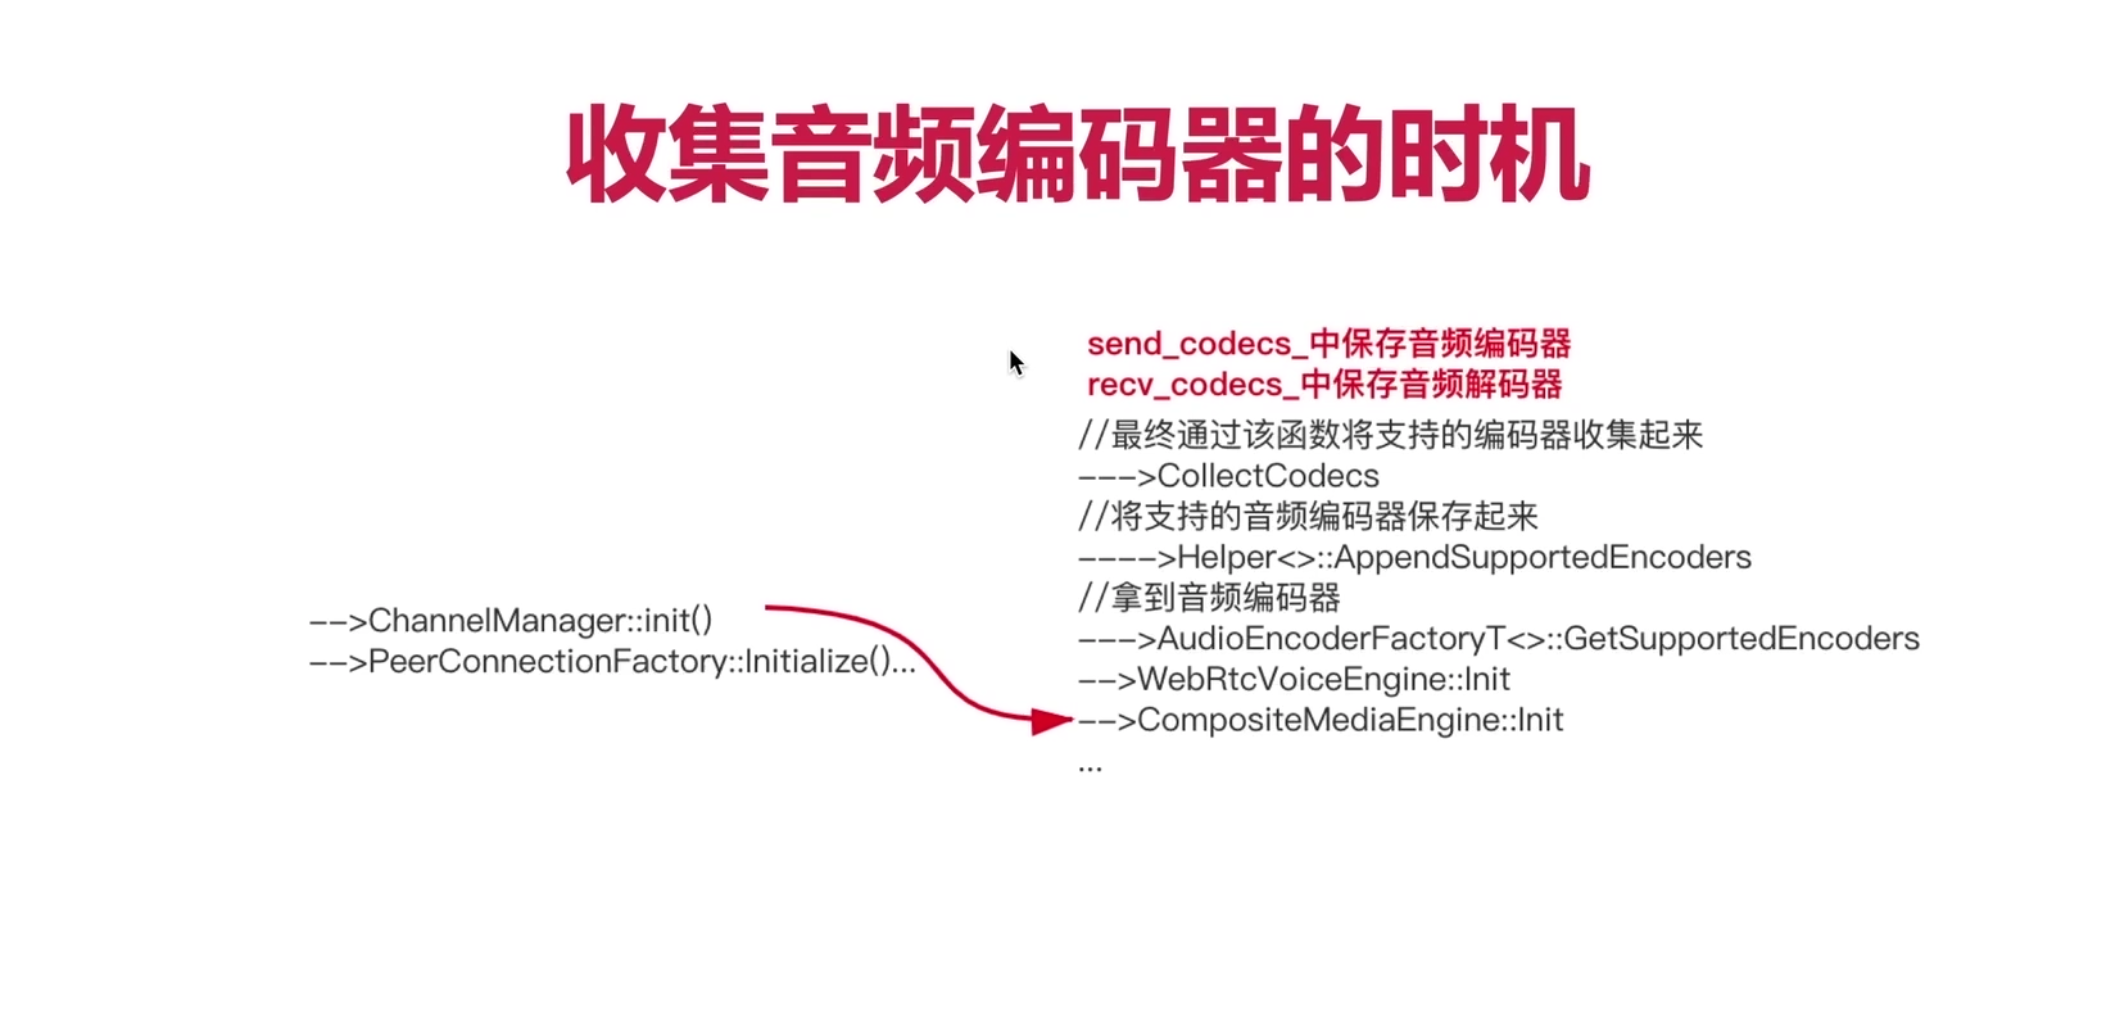 收集音频编码器的时机
send_codecs_中保存音频编码器
recv_codecs_中保存音频解码器
//最终通过该函数将支持的编码器收集起来
--->CollectCodecs
//将支持的音频编码器保存起来
---->Helper<>::AppendSupportedEncoders
//拿到音频编码器
--->AudioEncoderFactoryT<>::GetSupportedEncoders
-->WebRtcVoiceEngine::Init
-->CompositeMediaEngine::Init
...
-->ChannelManager::init()
-->PeerConnectionFactory::Initialize()...